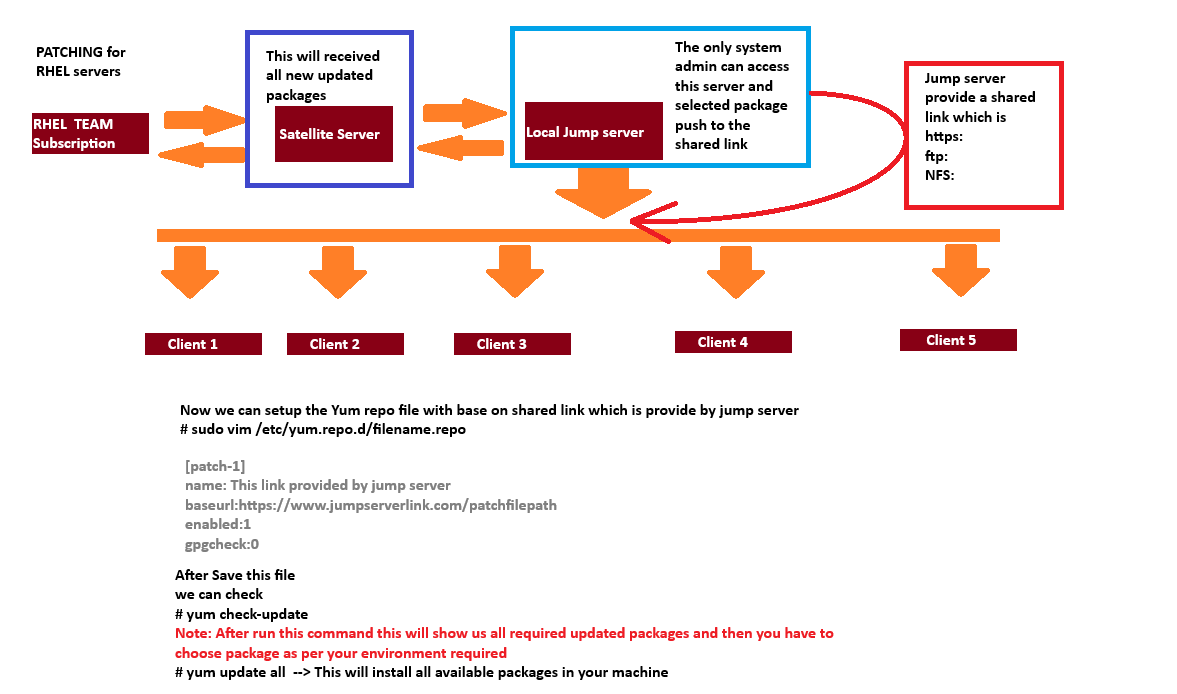 PATCHING for
RHEL servers
RHEL TEAM
Subscription
This will received
all new updated
packages
Satellite Server
Local Jump server
The only system
admin can access
this server and
selected package
push to the
shared link
Jump server
provide a shared
link which is
https:
ftp:
NFS:
Client 1
Client 2
Client 3
Client 4
Client 5
Now we can setup the Yum repo file with base on shared link which is provide by jump server
# sudo vim /etc/yum.repo.d/filename.repo
[patch-1]
name: This link provided by jump server
baseurl:https://www.jumpserverlink.com/patchfilepath
enabled:1
gpgcheck:0
After Save this file
we can check
# yum check-update
Note: After run this command this will show us all required updated packages and then you have to
choose package as per your environment required
# yum update all --> This will install all available packages in your machine